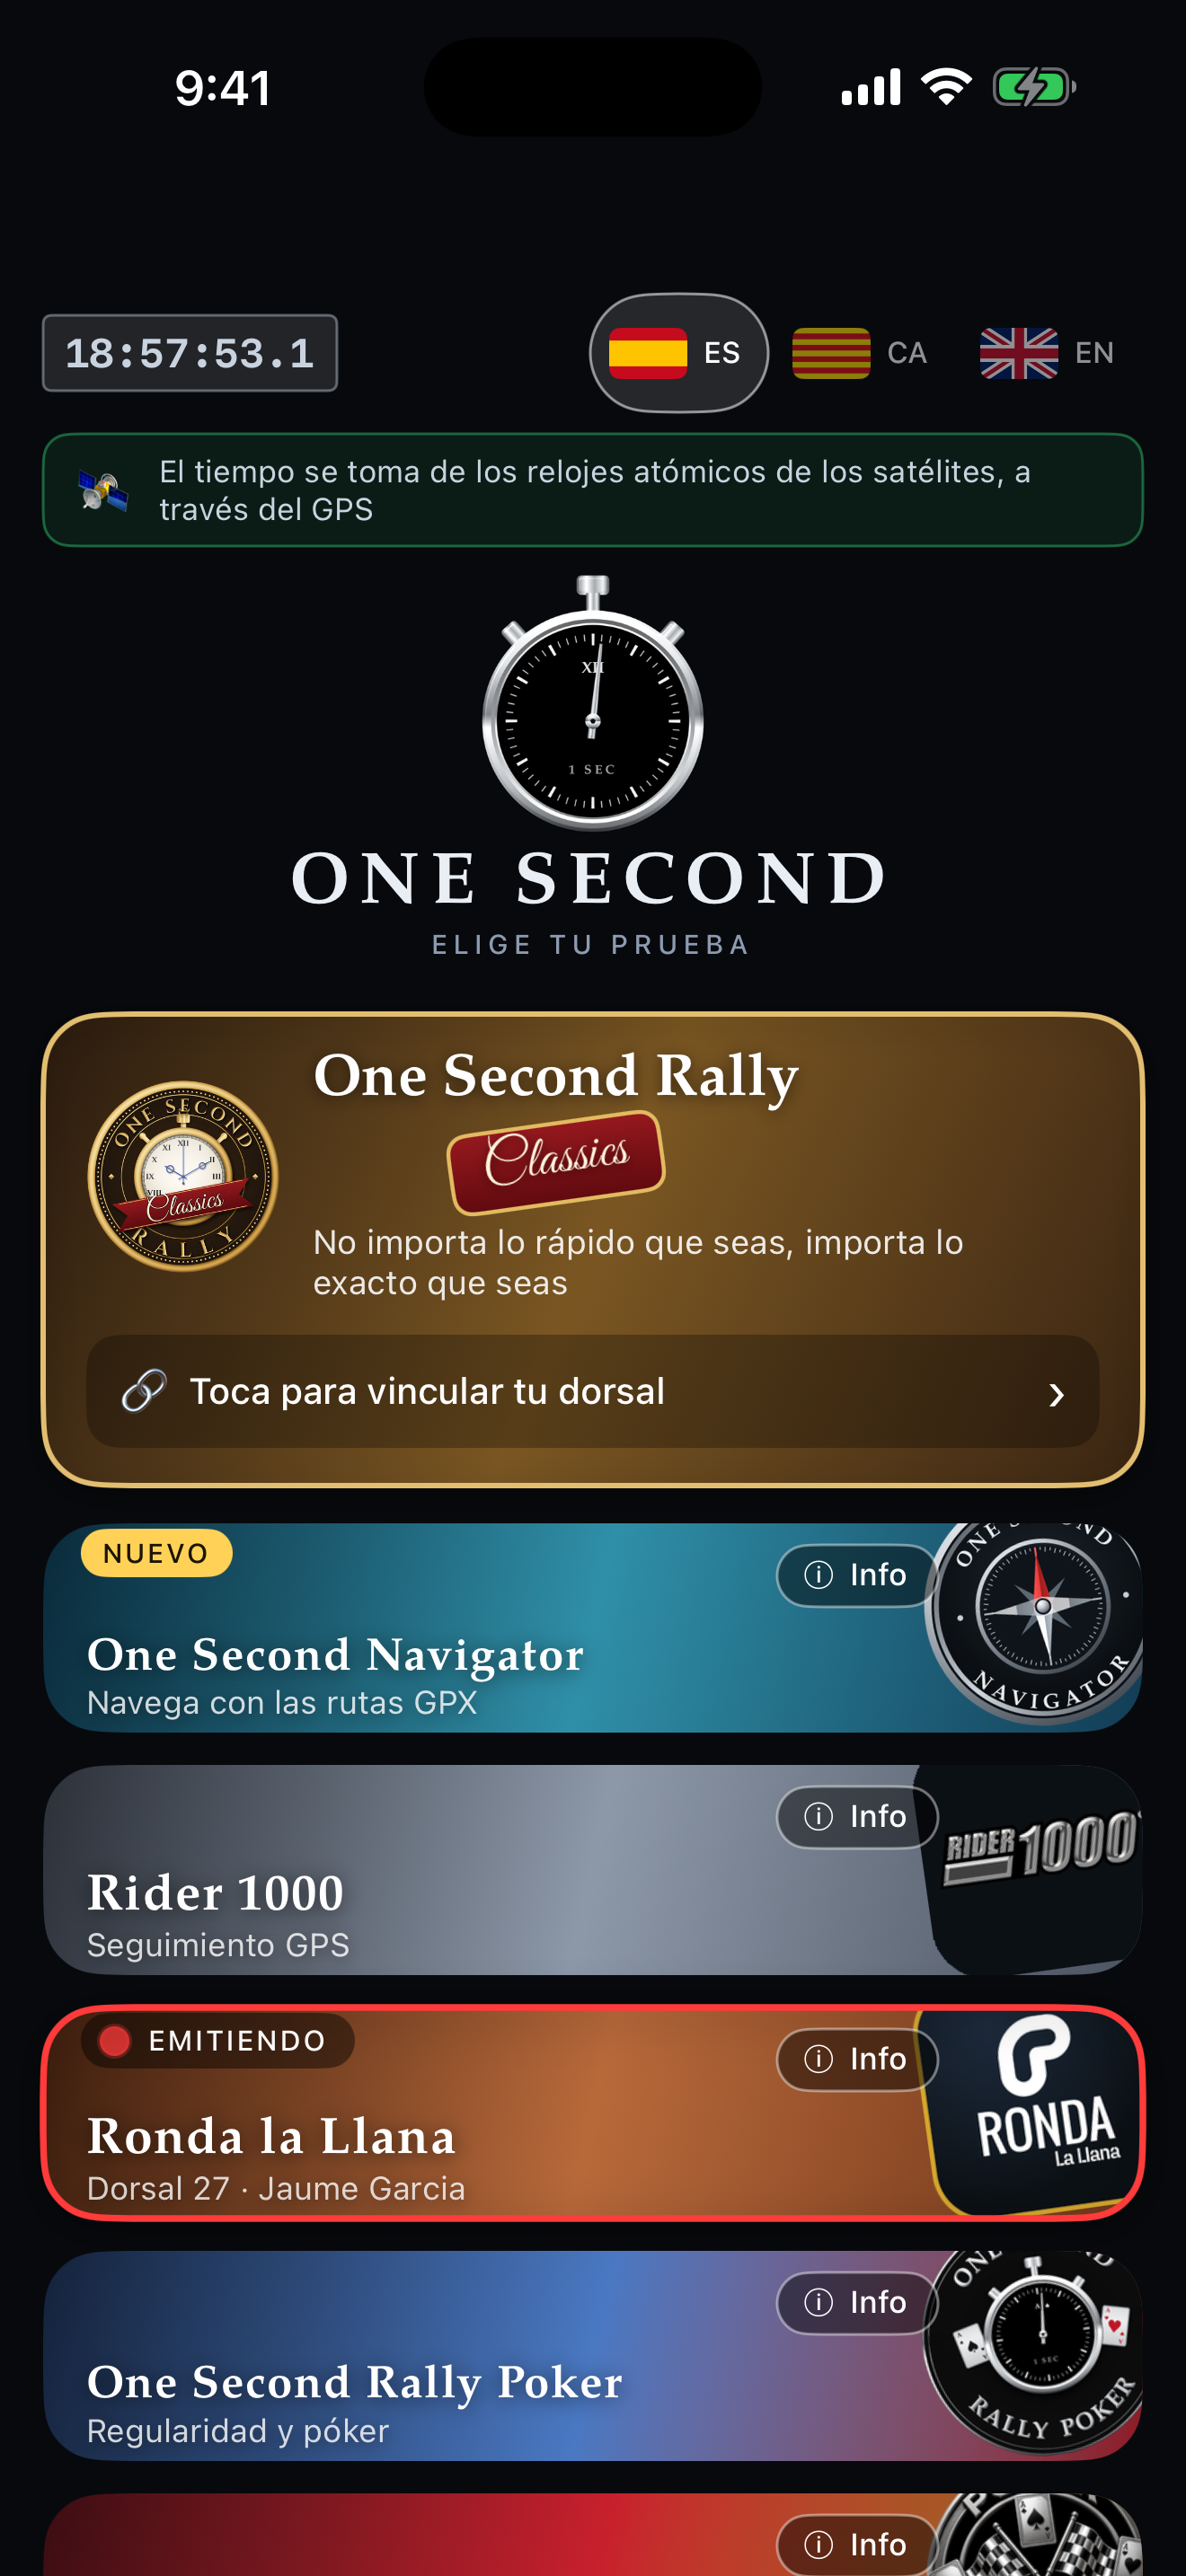 9:41
18:57:53.1
ES
CA
EN
El tiempo se toma de los relojes atómicos de los satélites, a
través del GPS
XII
1 SEC
ONE SECOND
ELIGE TU PRUEBA
One Second Rally
Classics
ONE SECOND
Classics
RALLY
No importa lo rápido que seas, importa lo
exacto que seas
Toca para vincular tu dorsal
NUEVO
Info
One Second Navigator
Navega con las rutas GPX
NAVIGATOR
Info
Rider 1000
Seguimiento GPS
RIDER 1000
EMITIENDO
Info
Ronda la Llana
Dorsal 27 · Jaume Garcia
RONDA
La Llana
Info
One Second Rally Poker
Regularidad y póker
1 SEC
RALLY POKER
Info